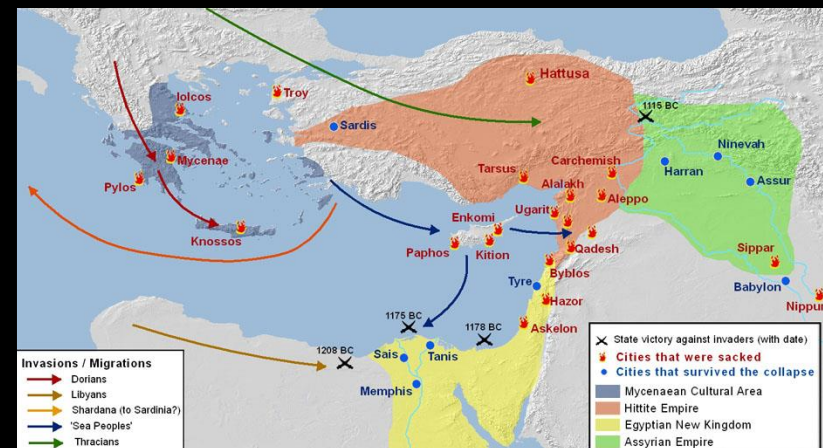 Hattusa
Troy
Iolcos
Sardis
1115 BC
Ninevah
Mycenae
Carchemish
Harran
Pylos
Tarsus
Alalakh
Assur
Aleppo
Ugarit
Enkomi
Knossos
Paphos
Kition
Qadesh
Sippar
Byblos
Tyre
Babylon
Hazor
Nippur
1175 BC
1178 BC
Askelon
1208 BC
Sais
Tanis
Memphis
Invasions / Migrations
Dorians
Libyans
Shardana (to Sardinia?)
'Sea Peoples'
Thracians
State victory against invaders (with date)
Cities that were sacked
Cities that survived the collapse
Mycenaean Cultural Area
Hittite Empire
Egyptian New Kingdom
Assyrian Empire